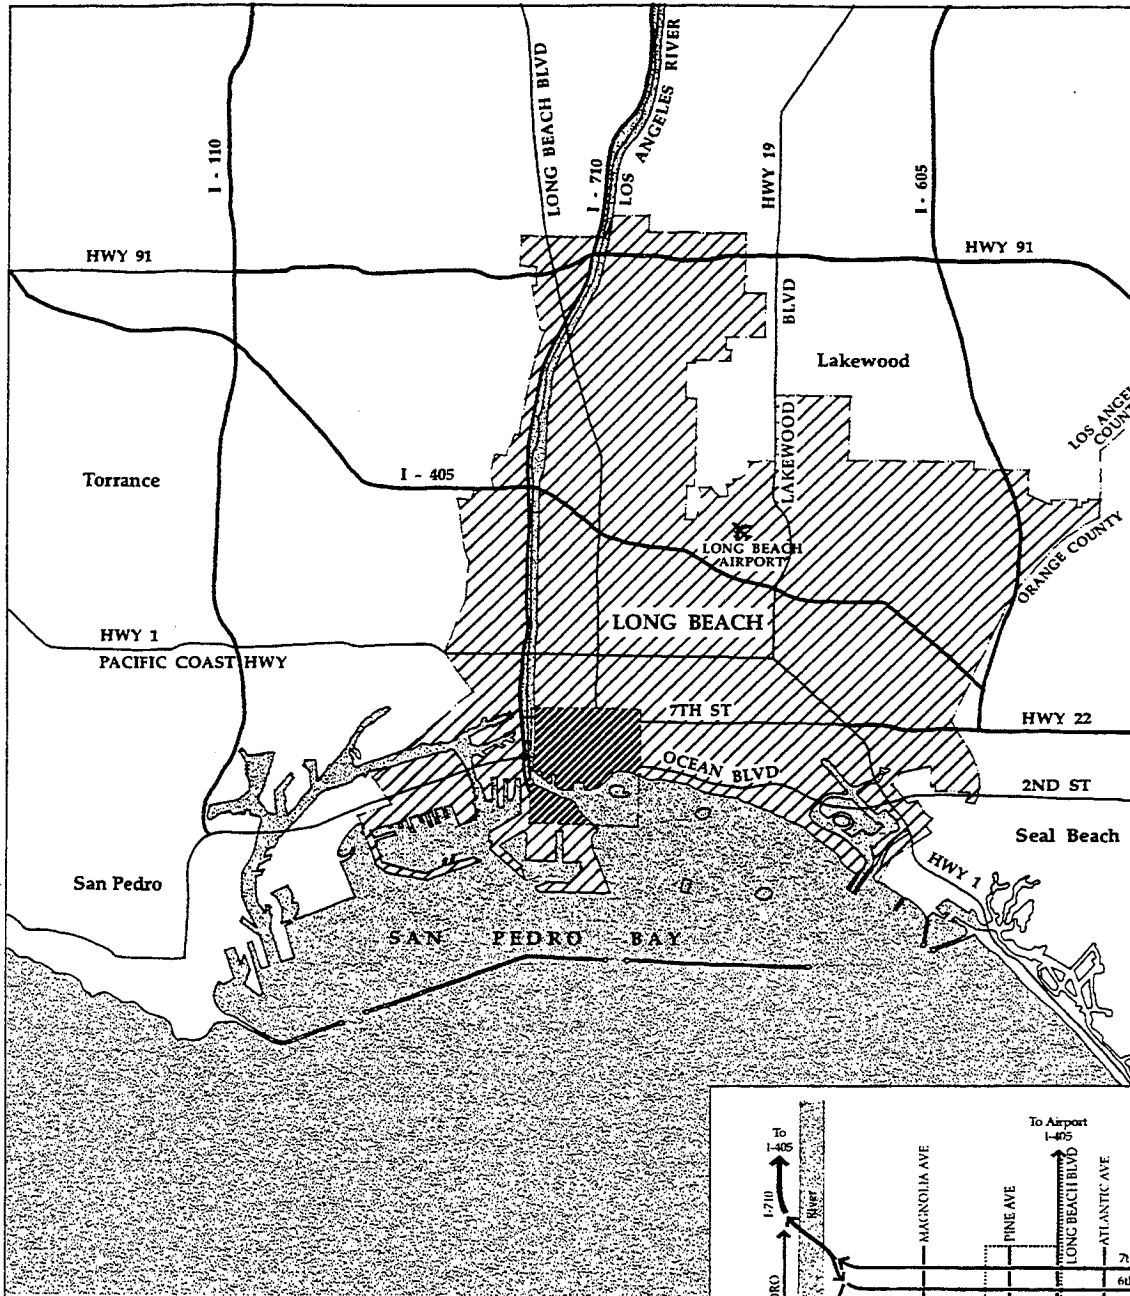 LONG BEACH BLVD
LOS ANGELES RIVER
I - 110
I - 710
HWY 19
I - 605
HWY 91
HWY 91
BLVD
Lakewood
LAKEWOOD
Torrance
I - 405
LONG BEACH
AIRPORT
ORANGE COUNTY
LONG BEACH
HWY 1
PACIFIC COAST HWY
7TH ST
HWY 22
OCEAN BLVD
2ND ST
Seal Beach
HWY 1
San Pedro
SAN PEDRO BAY
To
I-405
To Airport
I-405
I-710
River
MAGNOLIA AVE
PINE AVE
LONG BEACH BLVD
ATLANTIC AVE